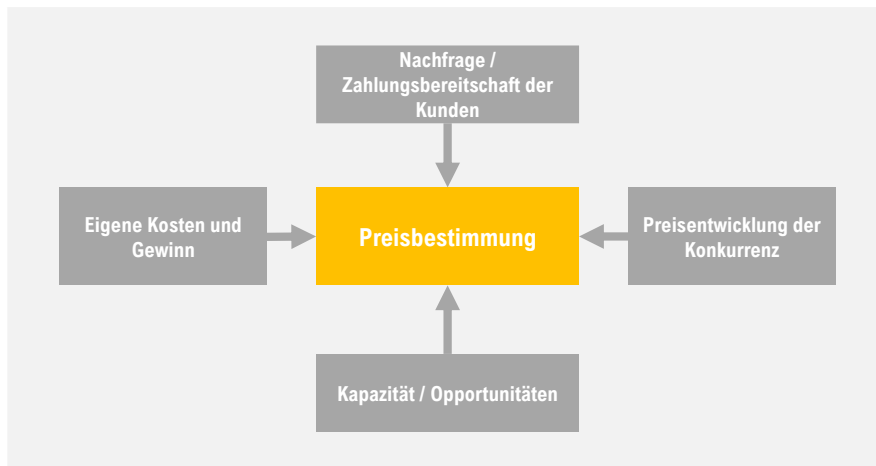 Nachfrage /
Zahlungsbereitschaft der
Kunden
Eigene Kosten und
Gewinn
Preisbestimmung
Preisentwicklung der
Konkurrenz
Kapazität / Opportunitäten